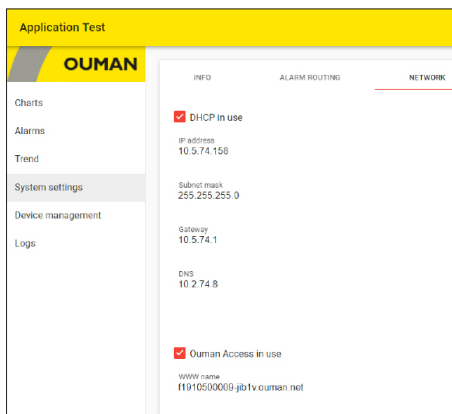 Application Test
OUMAN
INFO ALARM ROUTING NETWORK
Charts
Alarms
Trend
System settings
Device management
Logs
DHCP in use
IP address
10.5.74.158
Subnet mask
255.255.255.0
Gateway
10.5.74.1
DNS
10.2.74.8
Ouman Access in use
WWW name
f1910500009-jib1v.ouman.net